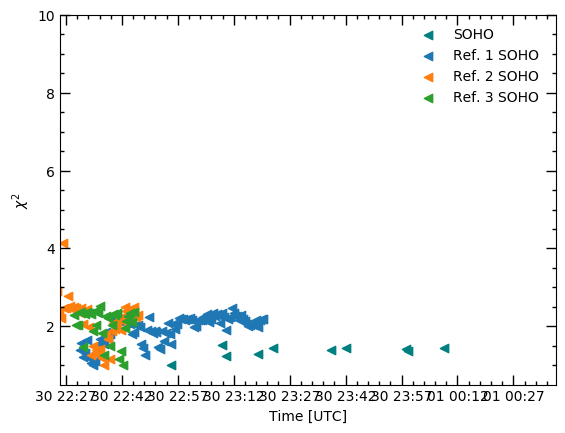 10
8
6
4
2
χ²
SOHO
Ref. 1 SOHO
Ref. 2 SOHO
Ref. 3 SOHO
30 22:27 30 22:42 30 22:57 30 23:12 30 23:27 30 23:42 30 23:57 01 00:12 01 00:27
Time [UTC]